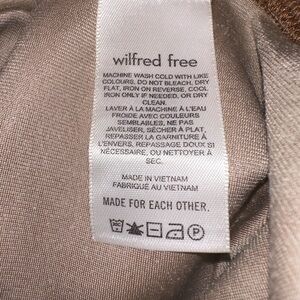 wilfred free
MACHINE WASH COLD WITH LIKE
COLOURS, DO NOT BLEACH, DRY
FLAT, IRON ON REVERSE, COOL
IRON ONLY IF NEEDED, OR DRY
CLEAN.
LAVER À LA MACHINE À L'EAU
FROIDE AVEC COULEURS
SEMBLABLES, NE PAS
JAVELISER, SÉCHER À PLAT,
REPASSER LA GARNITURE À
L'ENVERS, REPASSAGE DOUX SI
NÉCESSAIRE, OU NETTOYER À
SEC.
MADE IN VIETNAM
FABRIQUÉ AU VIETNAM
MADE FOR EACH OTHER.
P